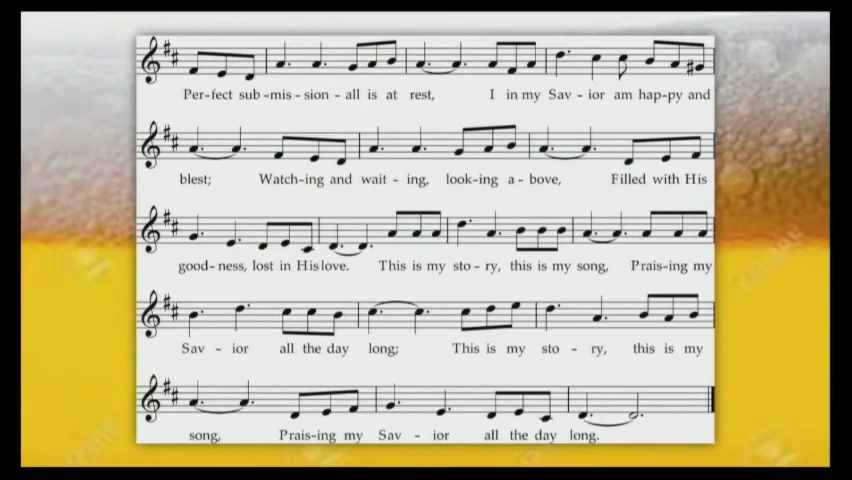 Per-fect sub-mis-sion-all is at rest, I in my Sav-ior am hap-py and
blest; Watch-ing and wait-ing, look-ing a-bove, Filled with His
good-ness, lost in His love. This is my sto-ry, this is my song, Prais-ing my
Sav-ior all the day long; This is my sto-ry, this is my
song, Prais-ing my Sav-ior all the day long.